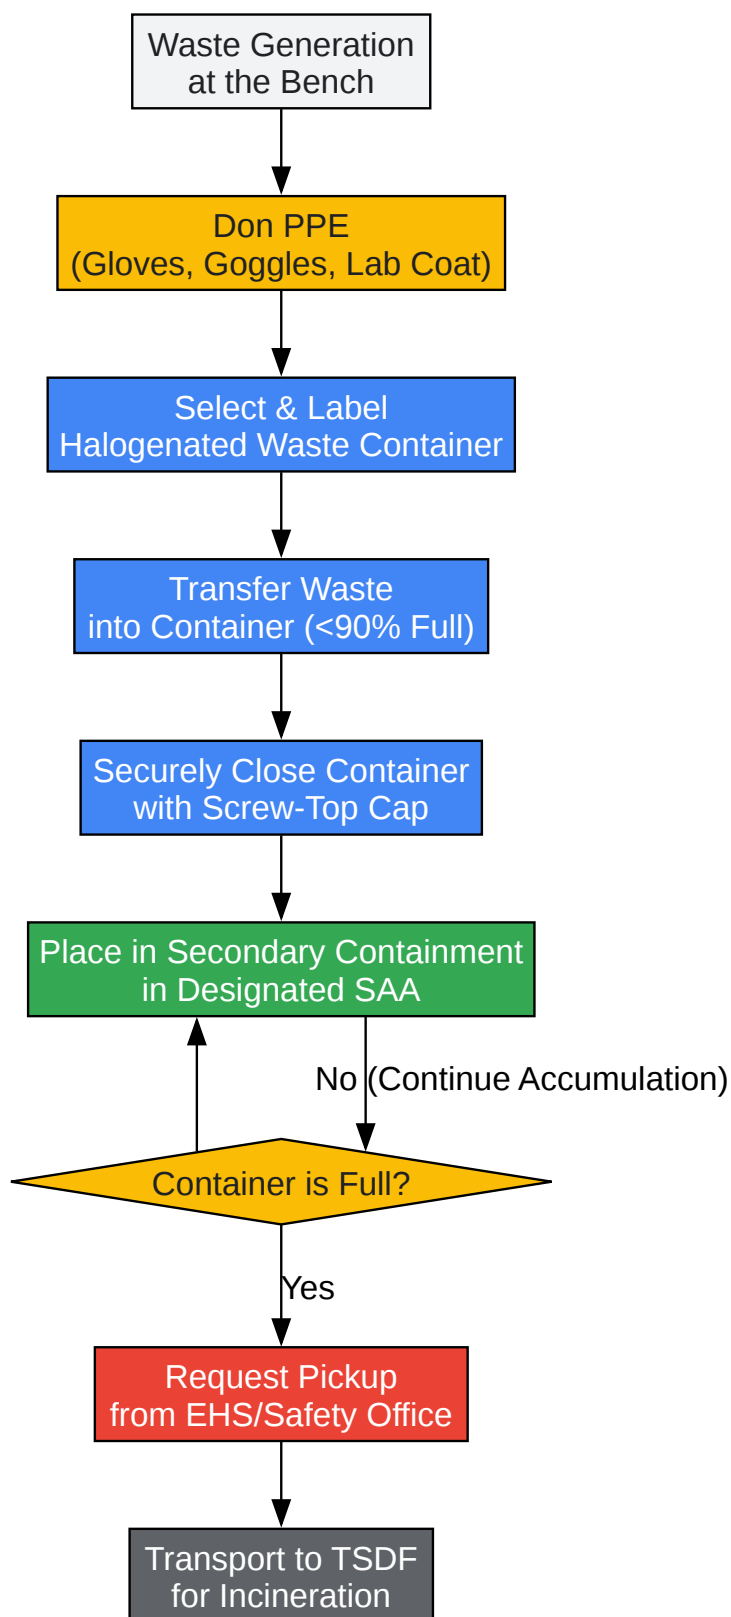 Waste Generation
at the Bench
Don PPE
(Gloves, Goggles, Lab Coat)
Select & Label
Halogenated Waste Container
Transfer Waste
into Container (<90% Full)
Securely Close Container
with Screw-Top Cap
Place in Secondary Containment
in Designated SAA
No (Continue Accumulation)
Container is Full?
Yes
Request Pickup
from EHS/Safety Office
Transport to TSDF
for Incineration